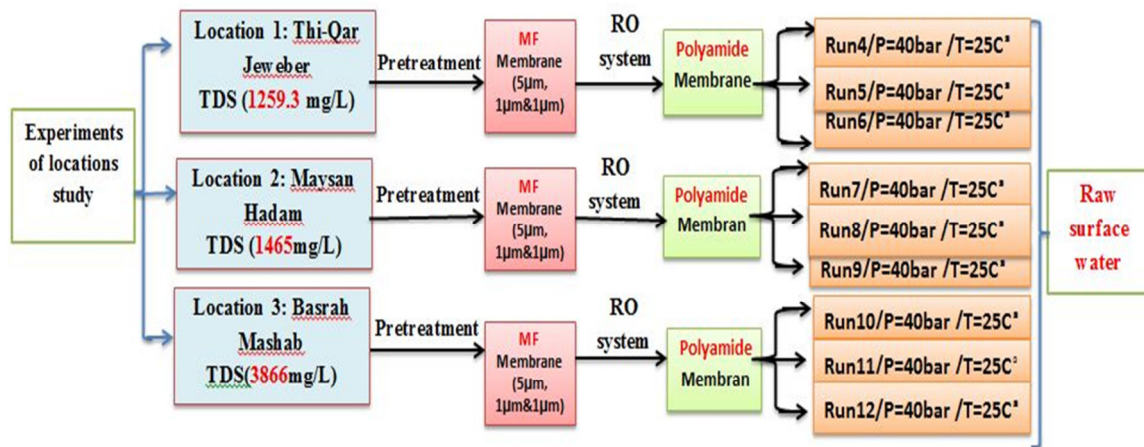 Experiments
of locations
study
Location 1: Thi-Qar
Jeweber
TDS (1259.3 mg/L)
Pretreatment
MF
Membrane
(5µm,
1µm&1µm)
RO
system
Polyamide
Membrane
Run4/P=40bar /T=25C°
Run5/P=40bar /T=25C°
Run6/P=40bar /T=25C°
Location 2: Maysan
Hadam
TDS (1465mg/L)
Pretreatment
MF
Membrane
(5µm,
1µm&1µm)
RO
system
Polyamide
Membran
Run7/P=40bar /T=25C°
Run8/P=40bar /T=25C°
Run9/P=40bar /T=25C°
Location 3: Basrah
Mashab
TDS(3866mg/L)
Pretreatment
MF
Membrane
(5µm,
1µm&1µm)
RO
system
Polyamide
Membran
Run10/P=40bar /T=25C°
Run11/P=40bar /T=25C°
Run12/P=40bar /T=25C°
Raw
surface
water